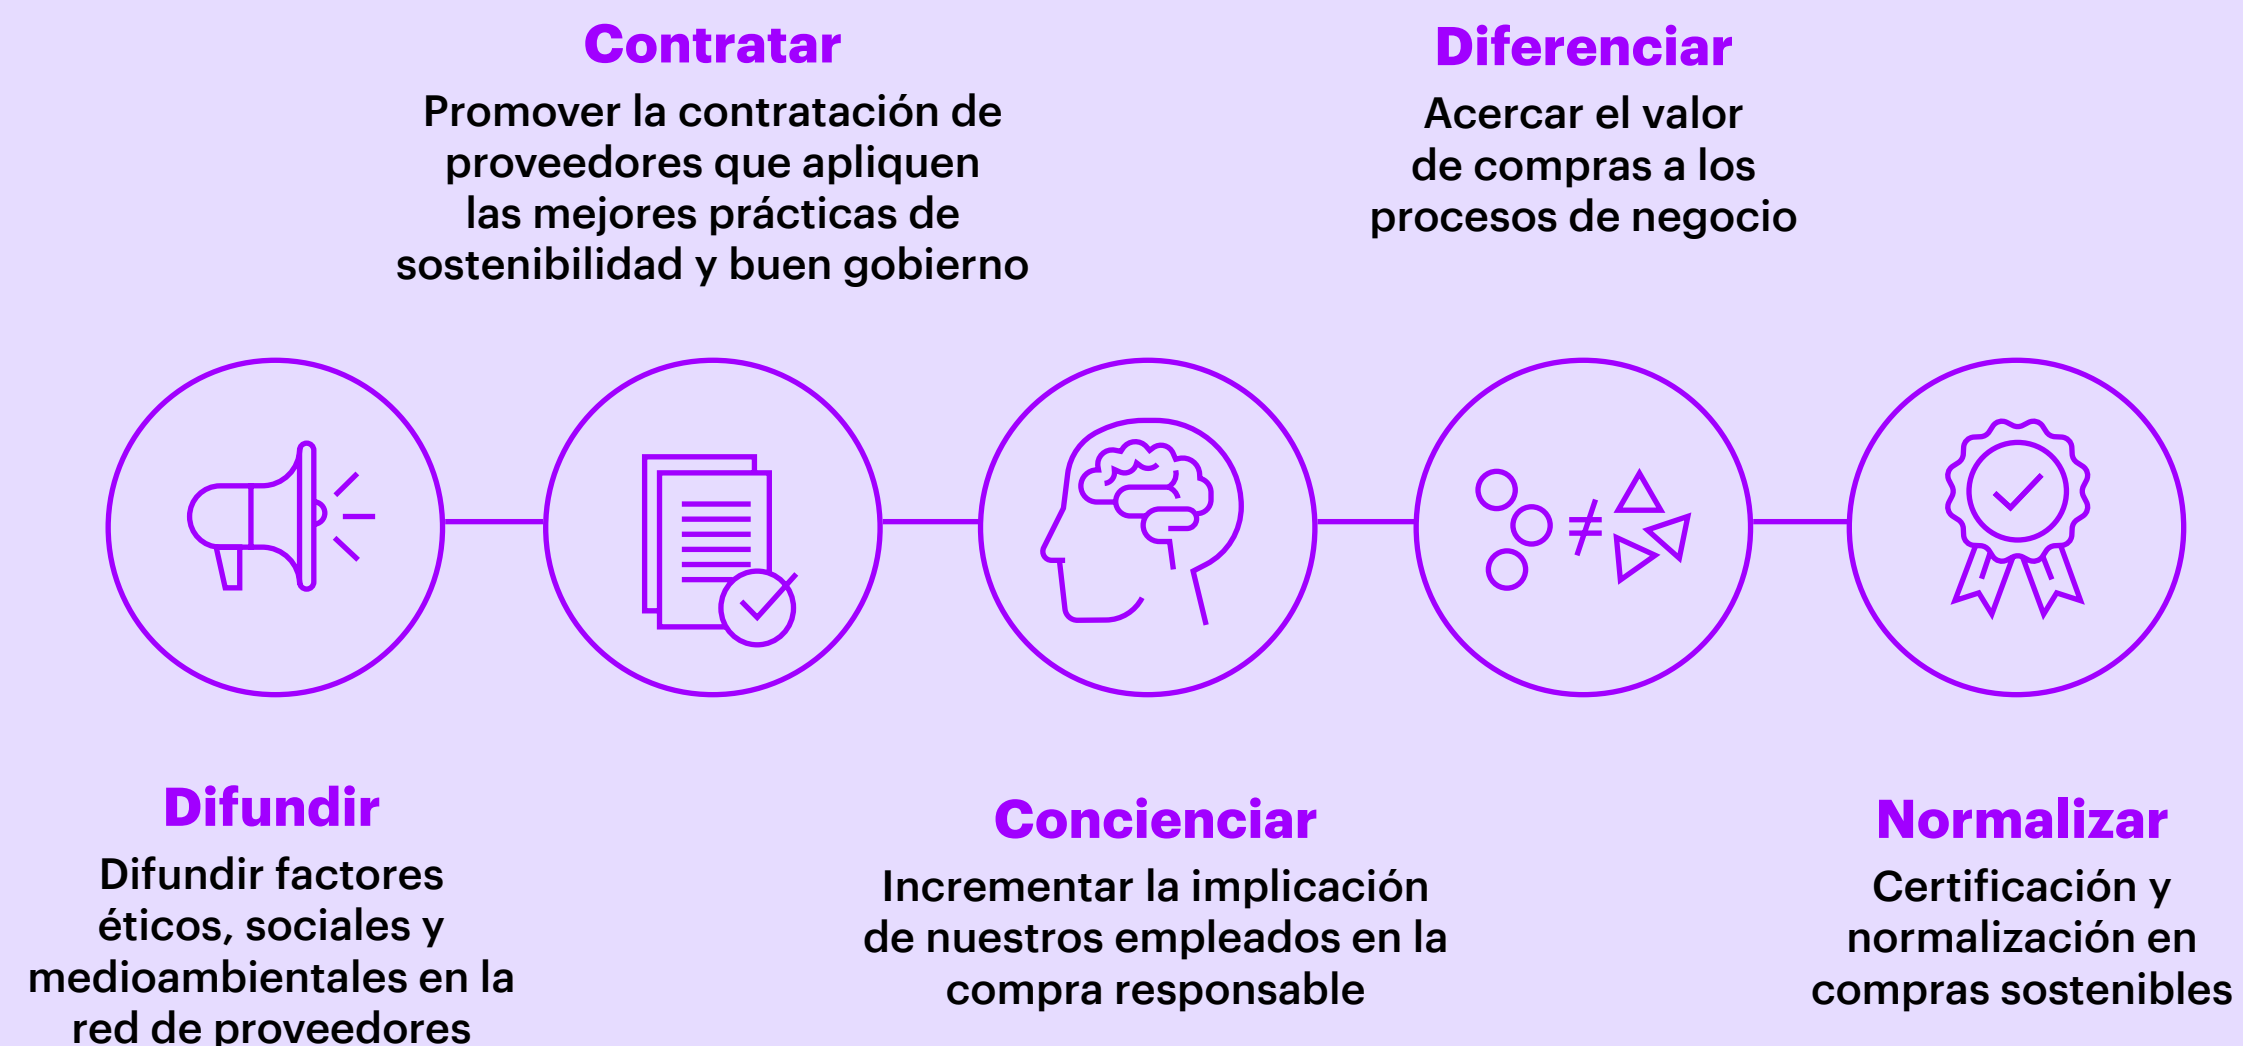 Contratar
Promover la contratación de
proveedores que apliquen
las mejores prácticas de
sostenibilidad y buen gobierno
Diferenciar
Acercar el valor
de compras a los
procesos de negocio
Difundir
Difundir factores
éticos, sociales y
medioambientales en la
red de proveedores
Concienciar
Incrementar la implicación
de nuestros empleados en la
compra responsable
Normalizar
Certificación y
normalización en
compras sostenibles